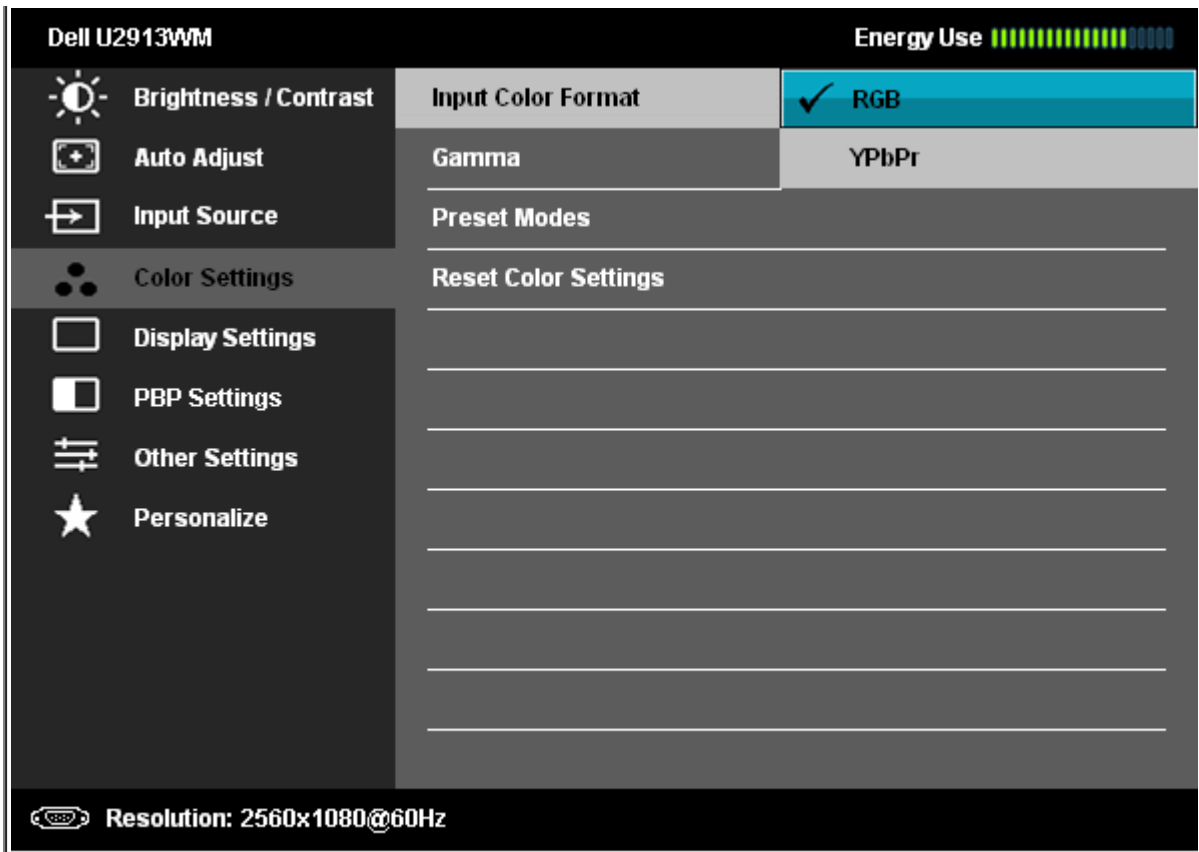 Dell U2913WM Energy Use
Brightness / Contrast Input Color Format RGB
Auto Adjust Gamma YPbPr
Input Source Preset Modes
Color Settings Reset Color Settings
Display Settings
PBP Settings
Other Settings
Personalize
Resolution: 2560x1080@60Hz